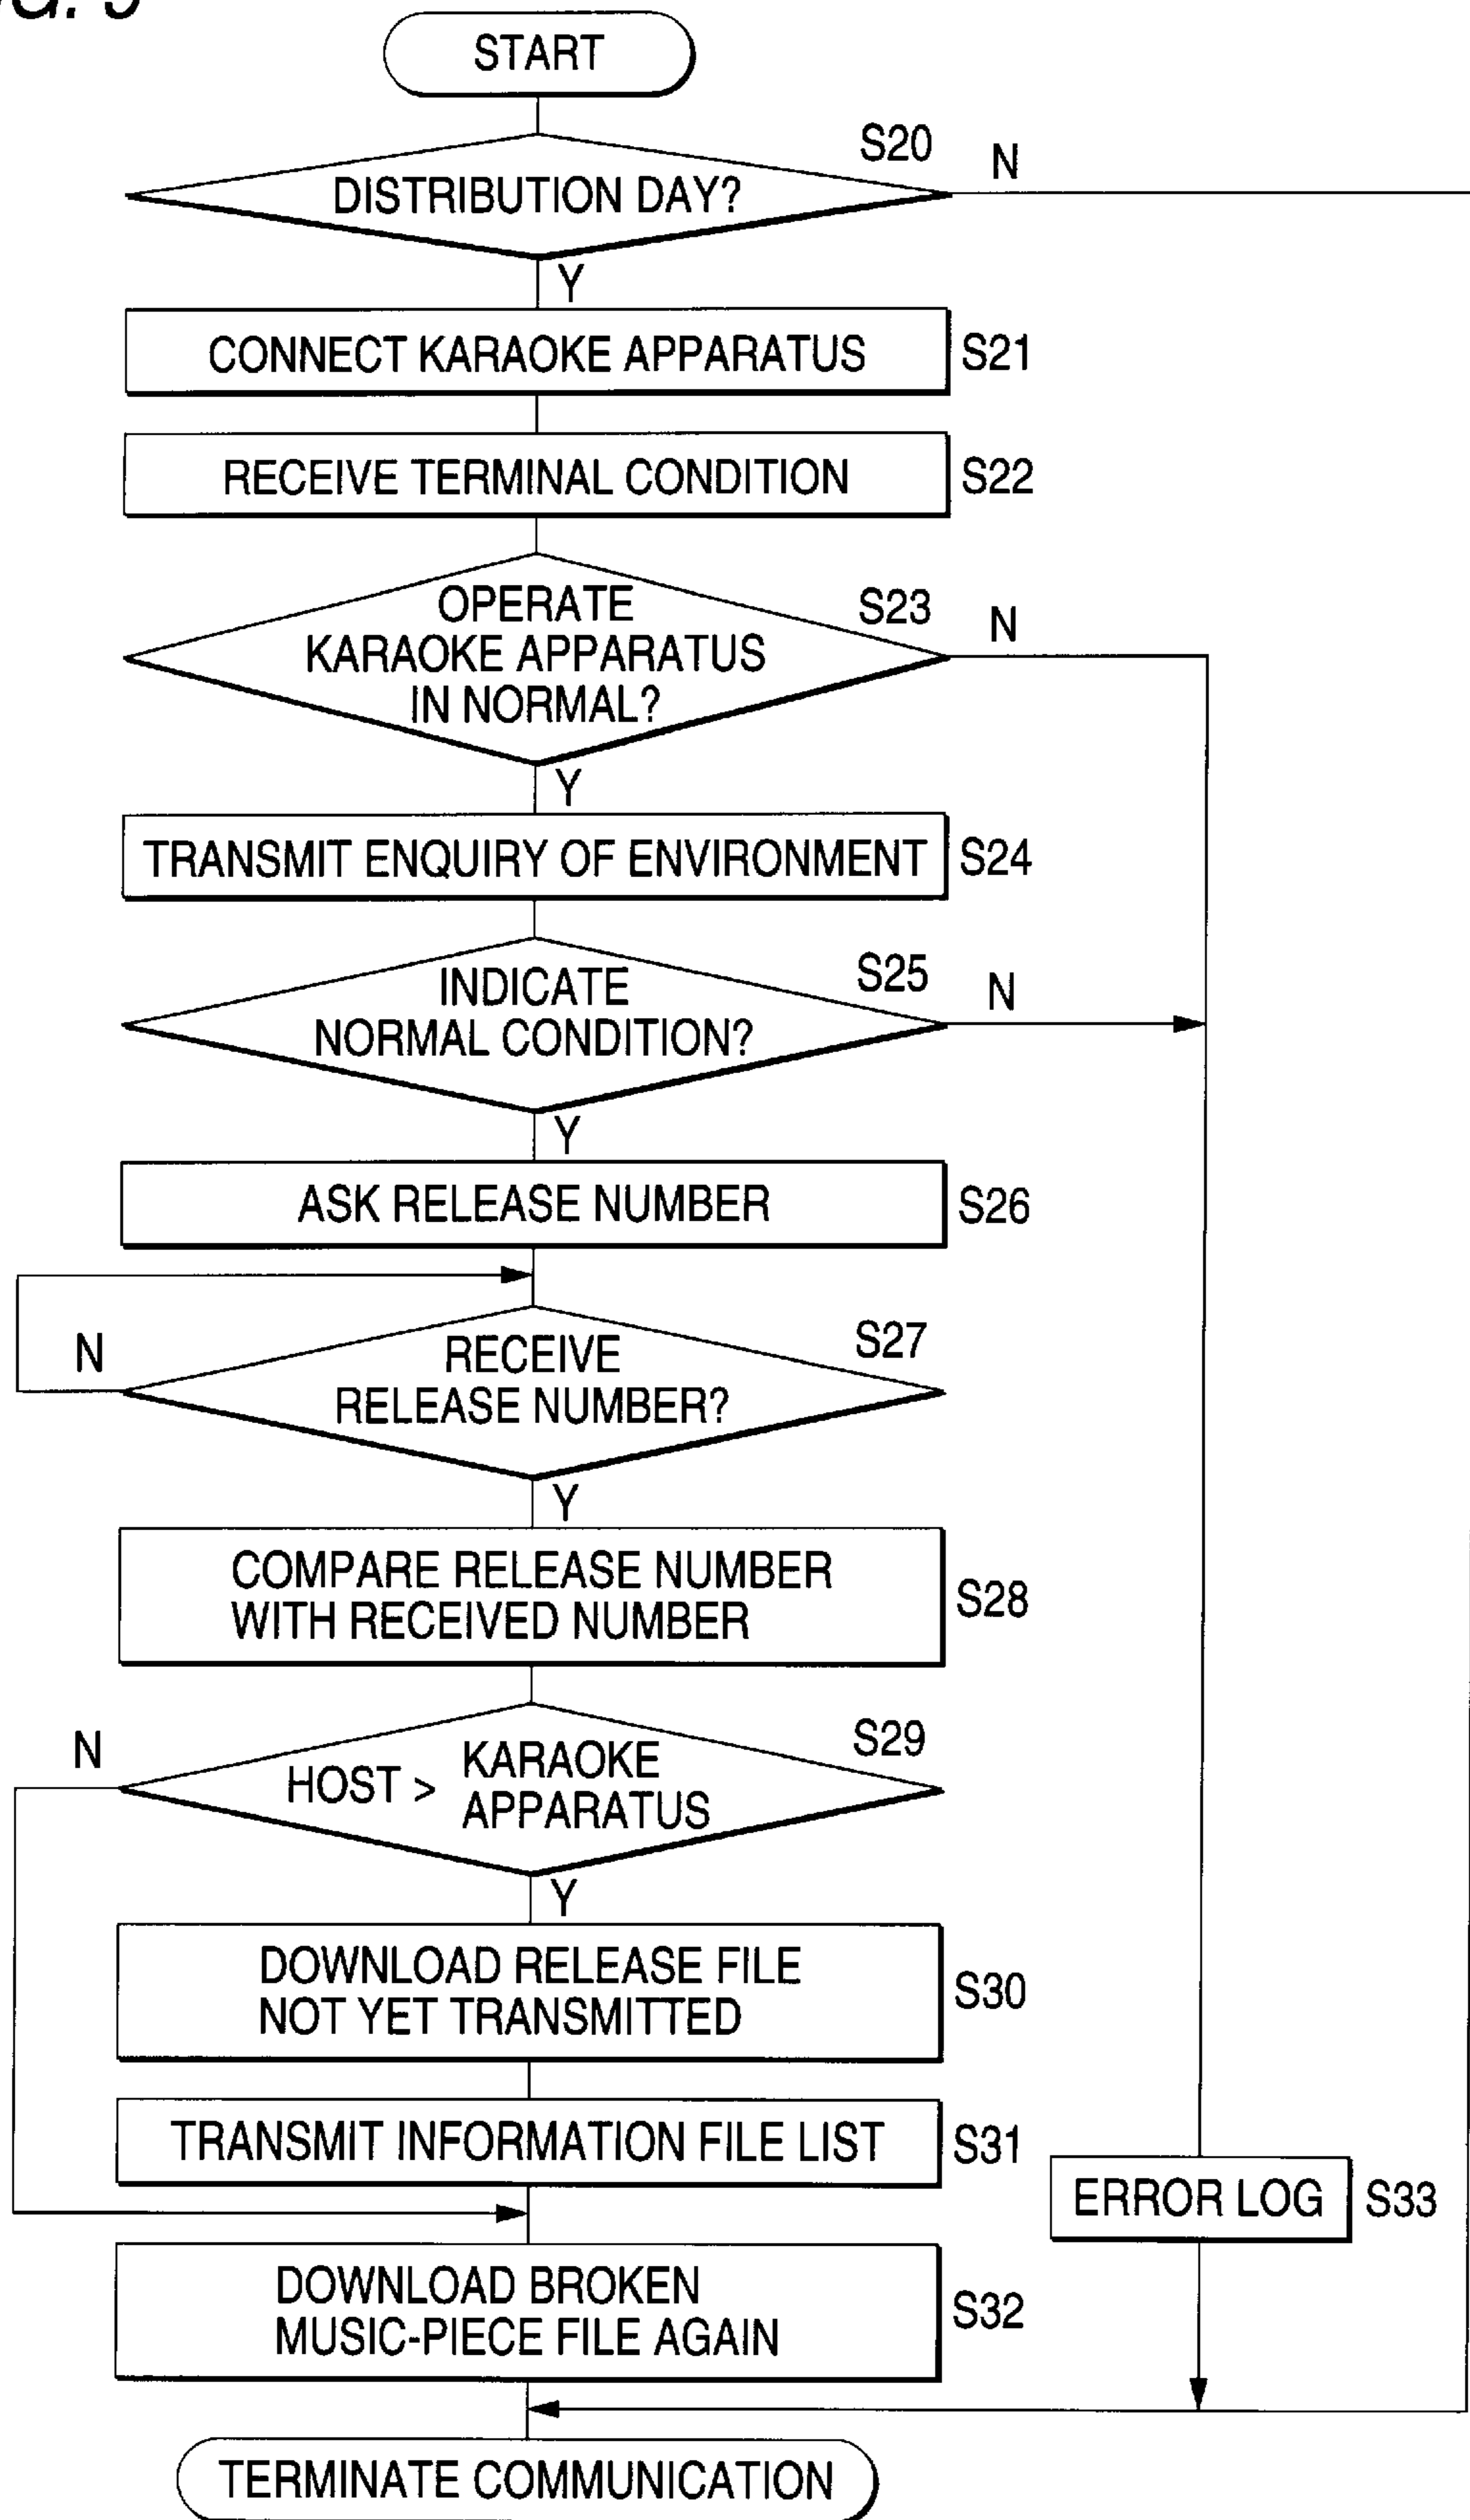 START
S20
N
DISTRIBUTION DAY?
Y
CONNECT KARAOKE APPARATUS
S21
RECEIVE TERMINAL CONDITION
S22
OPERATE
KARAOKE APPARATUS
IN NORMAL?
S23
N
Y
TRANSMIT ENQUIRY OF ENVIRONMENT
S24
INDICATE
NORMAL CONDITION?
S25
N
Y
ASK RELEASE NUMBER
S26
RECEIVE
RELEASE NUMBER?
S27
N
Y
COMPARE RELEASE NUMBER
WITH RECEIVED NUMBER
S28
N
HOST > KARAOKE
APPARATUS
S29
Y
DOWNLOAD RELEASE FILE
NOT YET TRANSMITTED
S30
TRANSMIT INFORMATION FILE LIST
S31
ERROR LOG
S33
DOWNLOAD BROKEN
MUSIC-PIECE FILE AGAIN
S32
TERMINATE COMMUNICATION